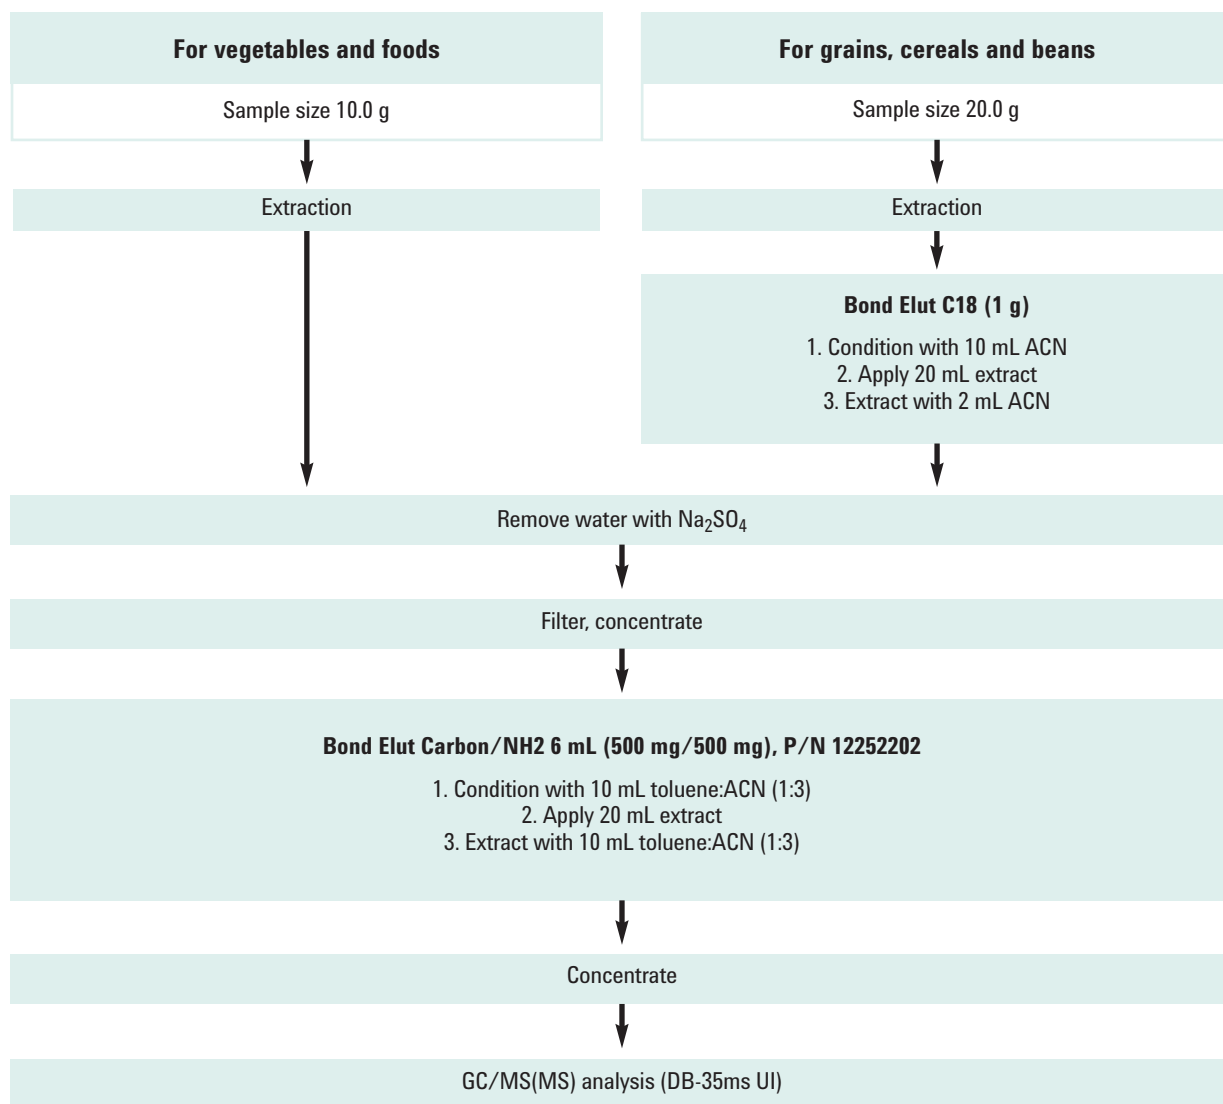 For vegetables and foods
Sample size 10.0 g
Extraction
For grains, cereals and beans
Sample size 20.0 g
Extraction
Bond Elut C18 (1 g)
1. Condition with 10 mL ACN
2. Apply 20 mL extract
3. Extract with 2 mL ACN
Remove water with Na₂SO₄
Filter, concentrate
Bond Elut Carbon/NH2 6 mL (500 mg/500 mg), P/N 12252202
1. Condition with 10 mL toluene:ACN (1:3)
2. Apply 20 mL extract
3. Extract with 10 mL toluene:ACN (1:3)
Concentrate
GC/MS(MS) analysis (DB-35ms UI)